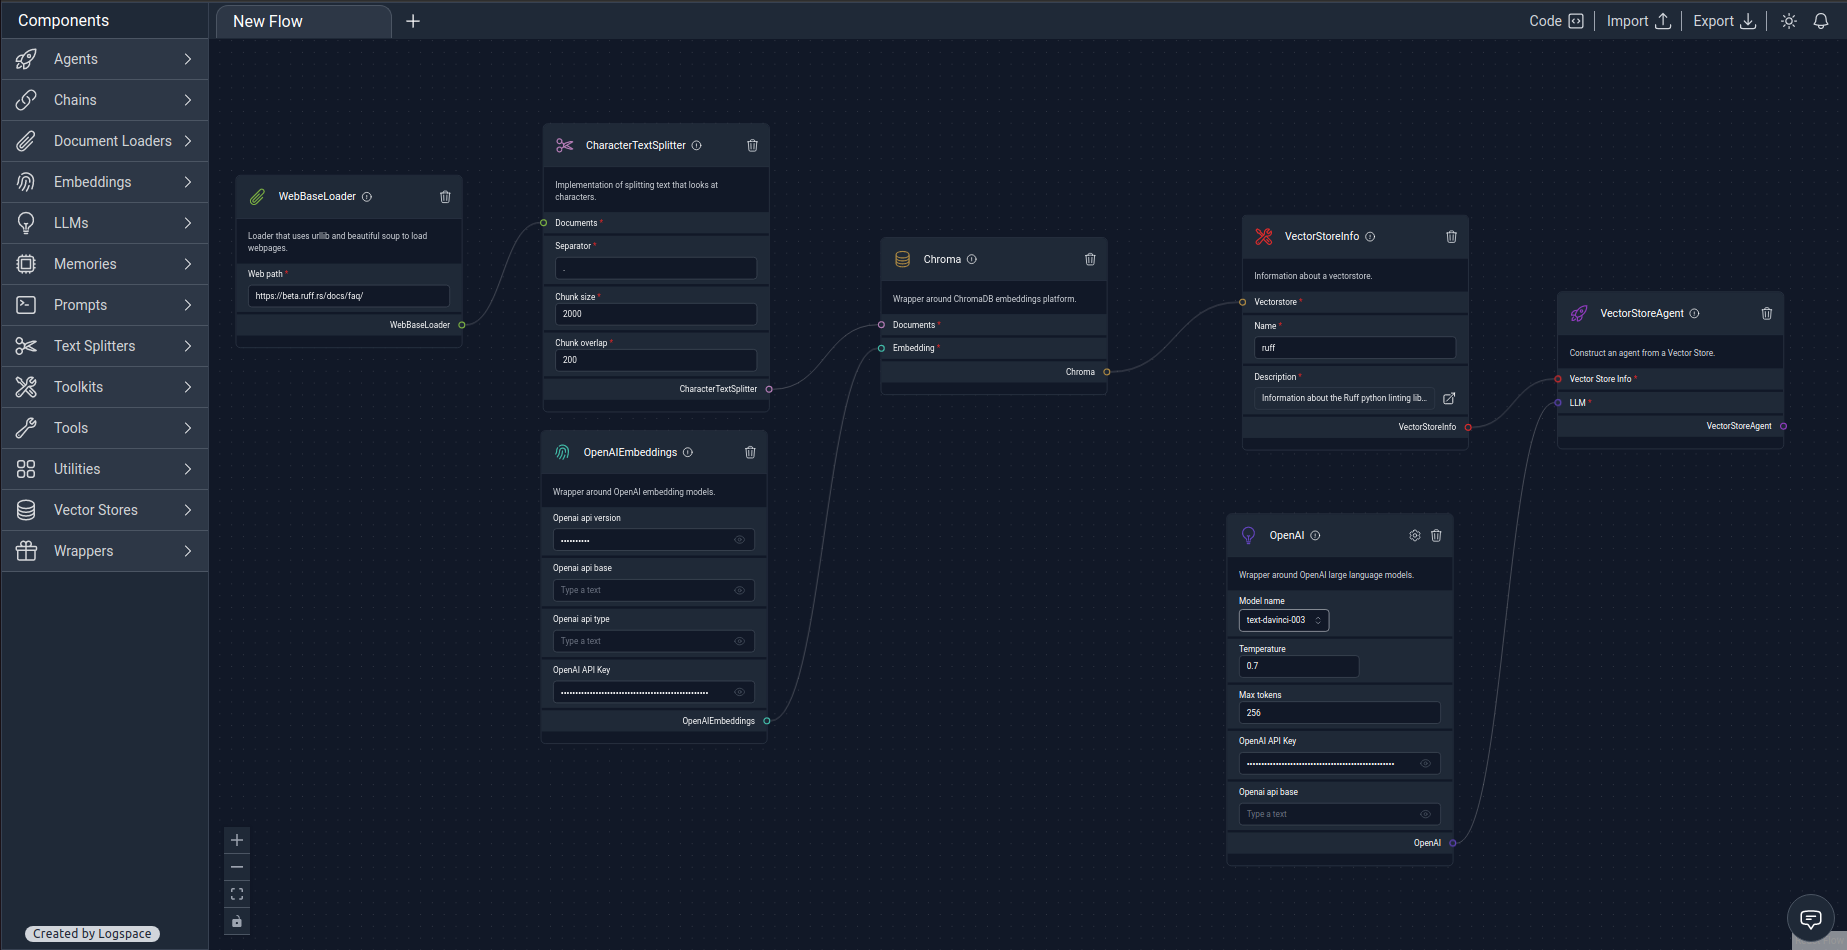 Components
New Flow
Code
Import
Export
Agents
Chains
Document Loaders
Embeddings
LLMs
Memories
Prompts
Text Splitters
Toolkits
Tools
Utilities
Vector Stores
Wrappers
Created by Logspace
WebBaseLoader
Loader that uses urllib and beautiful soup to load
webpages.
Web path *
https://beta.ruff.rs/docs/faq/
WebBaseLoader
CharacterTextSplitter
Implementation of splitting text that looks at
characters.
Documents *
Separator *
.
Chunk size *
2000
Chunk overlap *
200
CharacterTextSplitter
OpenAIEmbeddings
Wrapper around OpenAI embedding models.
Openai api version
Openai api base
Type a text
Openai api type
Type a text
OpenAI API Key
OpenAIEmbeddings
Chroma
Wrapper around ChromaDB embeddings platform.
Documents *
Embedding *
Chroma
VectorStoreInfo
Information about a vectorstore.
Vectorstore *
Name *
ruff
Description *
Information about the Ruff python linting lib...
VectorStoreInfo
OpenAI
Wrapper around OpenAI large language models.
Model name
text-davinci-003
Temperature
0.7
Max tokens
256
OpenAI API Key
Openai api base
Type a text
OpenAI
VectorStoreAgent
Construct an agent from a Vector Store.
Vector Store Info *
LLM *
VectorStoreAgent